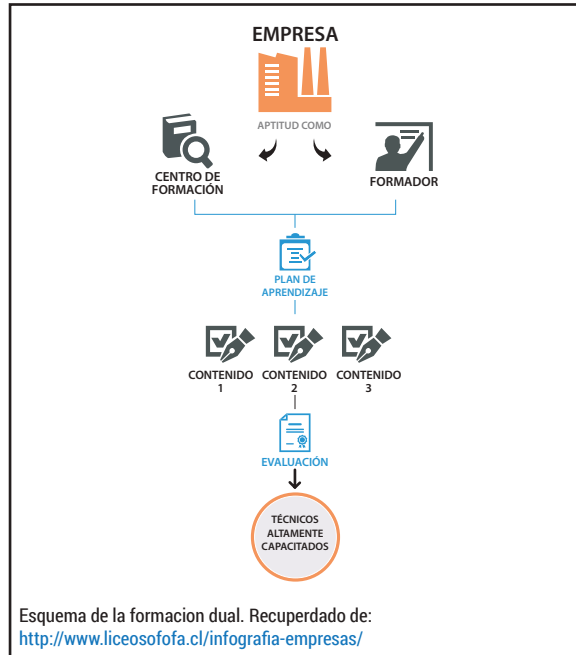 EMPRESA
APTITUD COMO
CENTRO DE
FORMACIÓN
FORMADOR
PLAN DE
APRENDIZAJE
CONTENIDO
1
CONTENIDO
2
CONTENIDO
3
EVALUACIÓN
TÉCNICOS
ALTAMENTE
CAPACITADOS
Esquema de la formacion dual. Recuperdado de:
http://www.liceosofofa.cl/infografia-empresas/